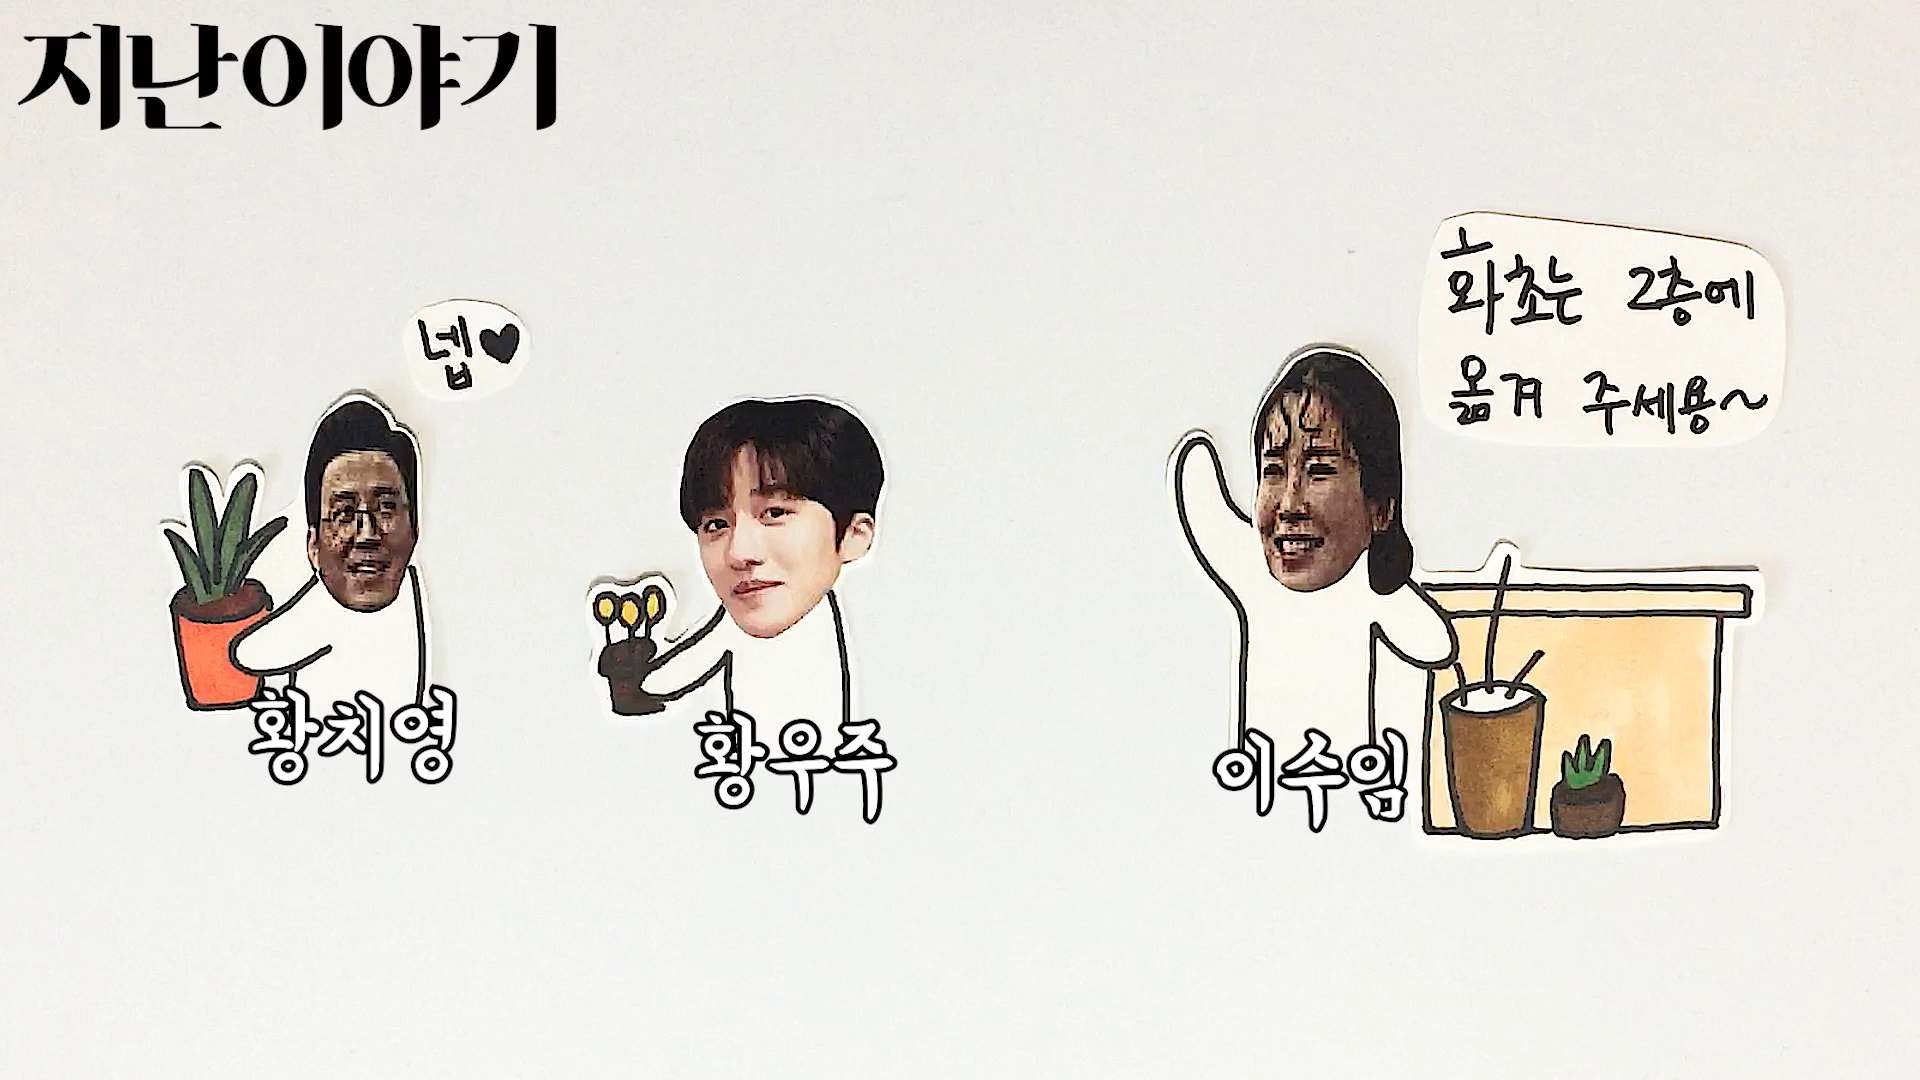 지난이야기
넵♥
화초는 2층에
옮겨 주세용~
황치영
황우주
이수임